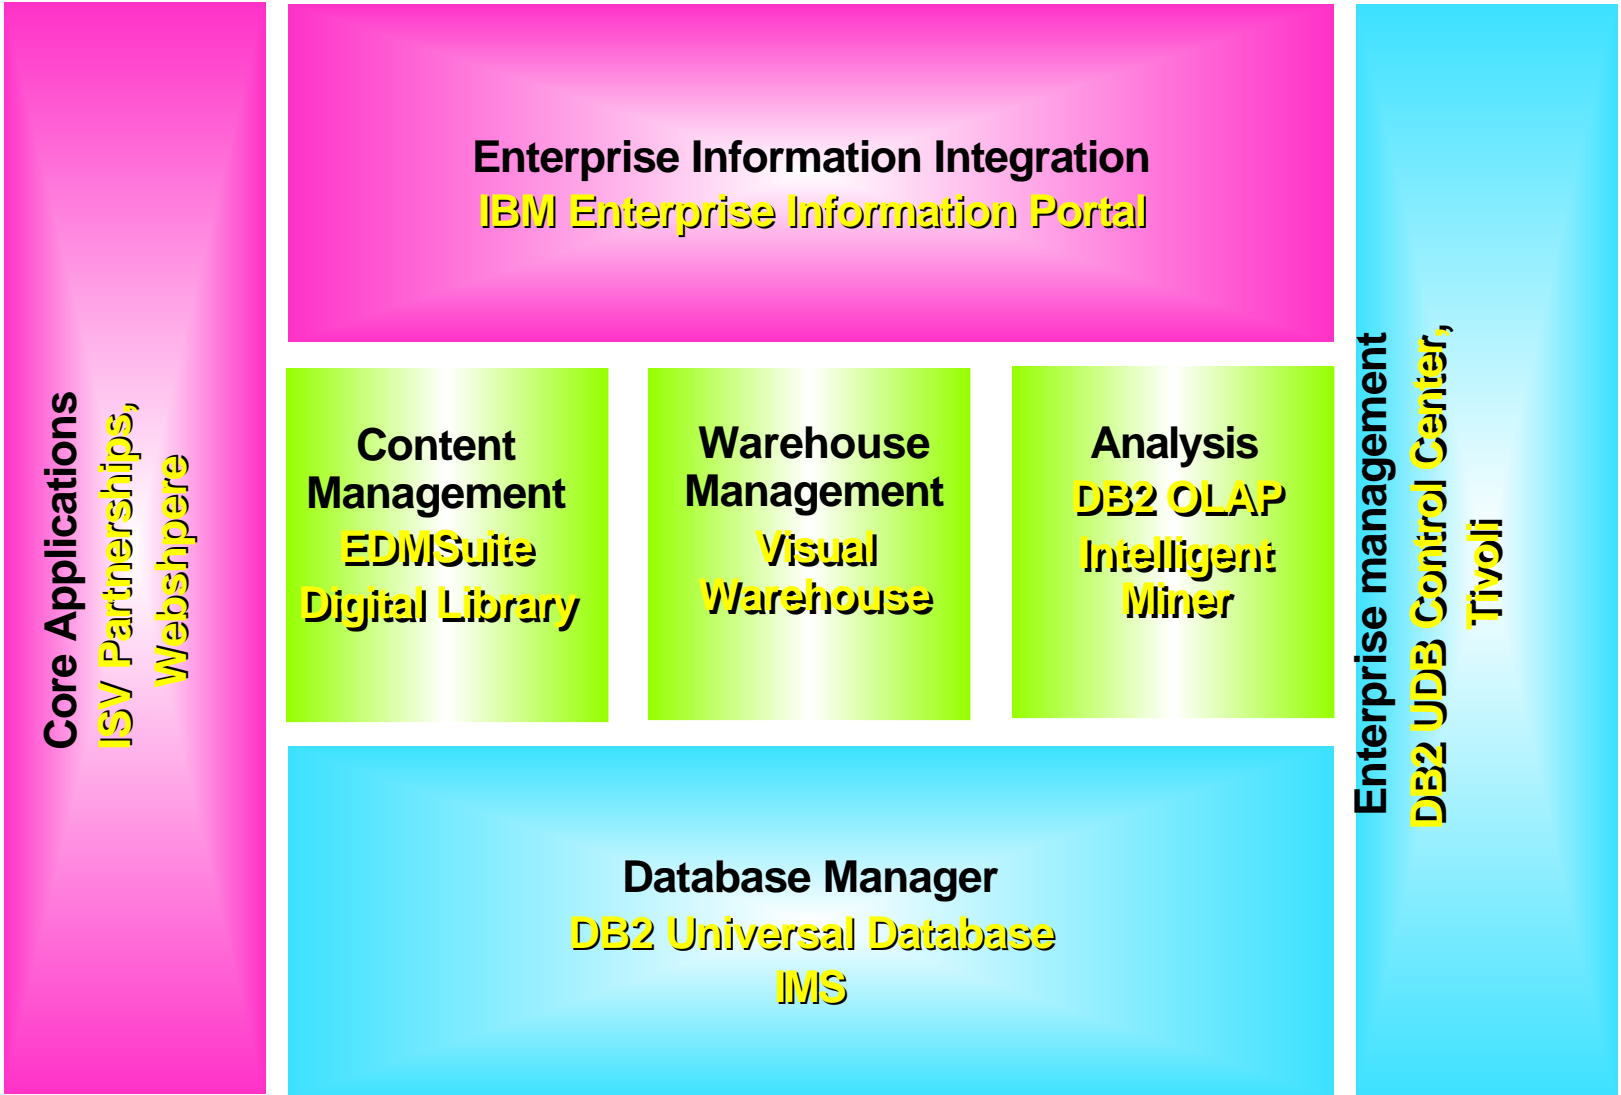 Core Applications
ISV Partnerships,
Webshpere
Enterprise Information Integration
IBM Enterprise Information Portal
Content
Management
EDMSuite
Digital Library
Warehouse
Management
Visual
Warehouse
Analysis
DB2 OLAP
Intelligent
Miner
Database Manager
DB2 Universal Database
IMS
Enterprise management
DB2 UDB Control Center,
Tivoli